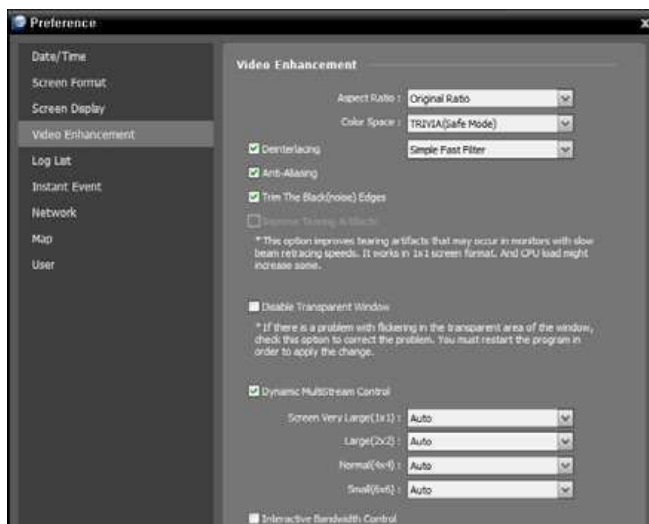 Preference
x
Date/Time
Screen Format
Screen Display
Video Enhancement
Log List
Instant Event
Network
Map
User
Video Enhancement
Aspect Ratio : Original Ratio
Color Space : TRIVIA(Safe Mode)
Deinterlacing Simple Fast Filter
Anti-Aliasing
Trim The Black(noise) Edges
Improve Tearing Artifacts
* This option improves tearing artifacts that may occur in monitors with slow
beam retracing speeds. It works in 1x1 screen format. And CPU load might
increase some.
Disable Transparent Window
* If there is a problem with flickering in the transparent area of the window,
check this option to correct the problem. You must restart the program in
order to apply the change.
Dynamic MultiStream Control
Screen Very Large(1x1) : Auto
Large(2x2) : Auto
Normal(4x4) : Auto
Small(6x6) : Auto
Interactive Bandwidth Control